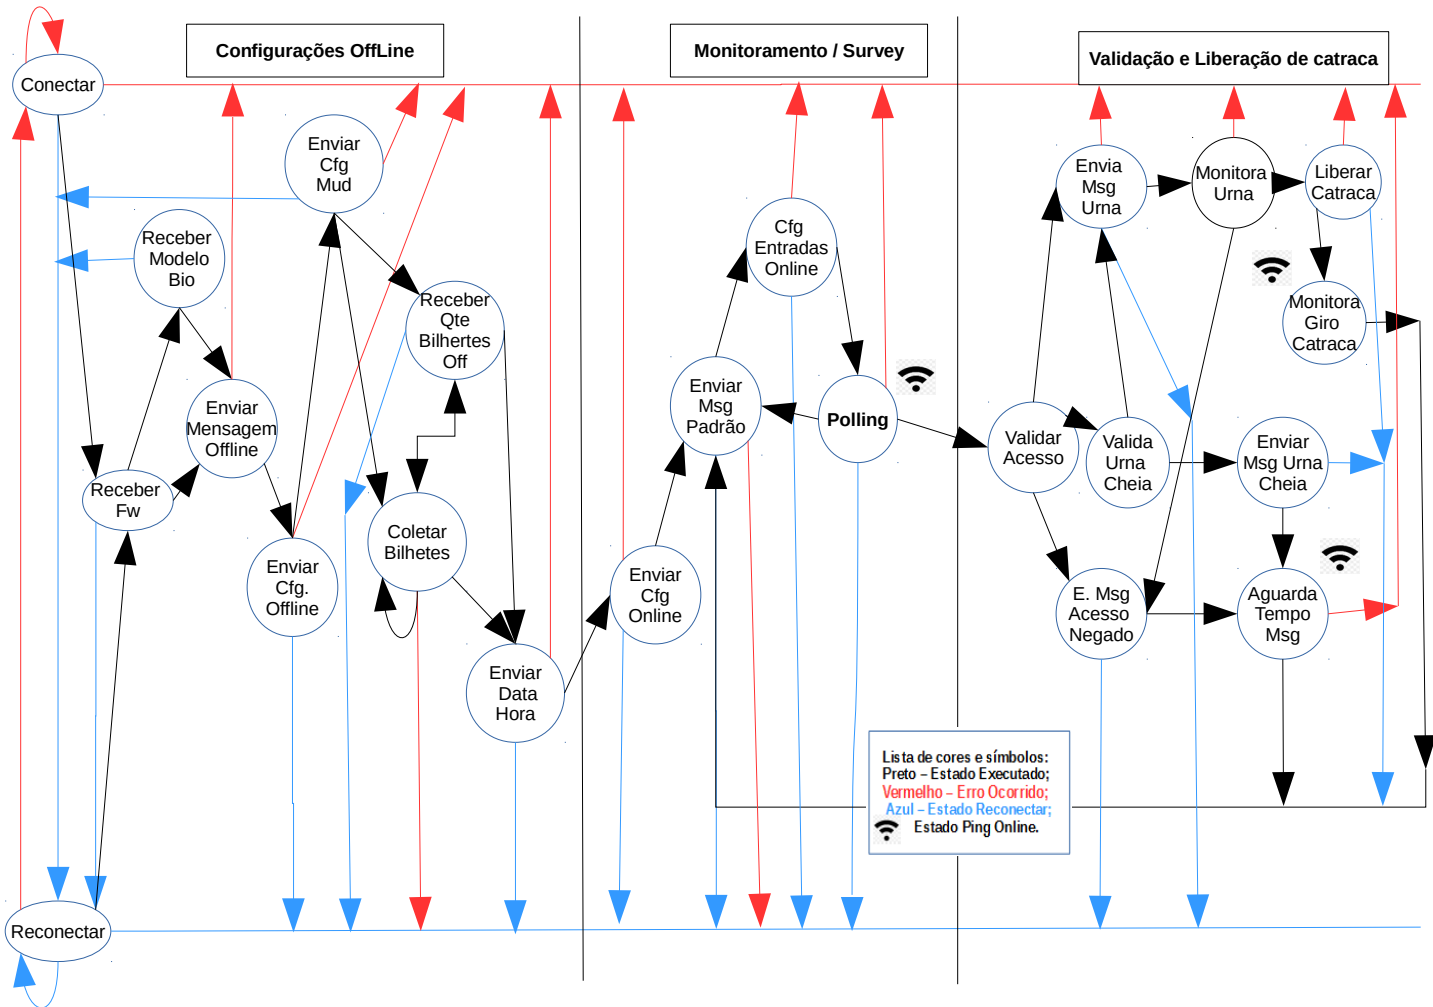 Configurações OffLine
Monitoramento / Survey
Validação e Liberação de catraca
Conectar
Enviar
Cfg
Mud
Receber
Modelo
Bio
Receber
Qte
Bilhertes
Off
Enviar
Mensagem
Offline
Receber
Fw
Enviar
Cfg.
Offline
Coletar
Bilhetes
Enviar
Data
Hora
Reconectar
Cfg
Entradas
Online
Enviar
Msg
Padrão
Polling
Enviar
Cfg
Online
Envia
Msg
Urna
Monitora
Urna
Liberar
Catraca
Monitora
Giro
Catraca
Validar
Acesso
Valida
Urna
Cheia
Enviar
Msg Urna
Cheia
E. Msg
Acesso
Negado
Aguarda
Tempo
Msg
Lista de cores e símbolos:
Preto – Estado Executado;
Vermelho – Erro Ocorrido;
Azul – Estado Reconectar;
Estado Ping Online.